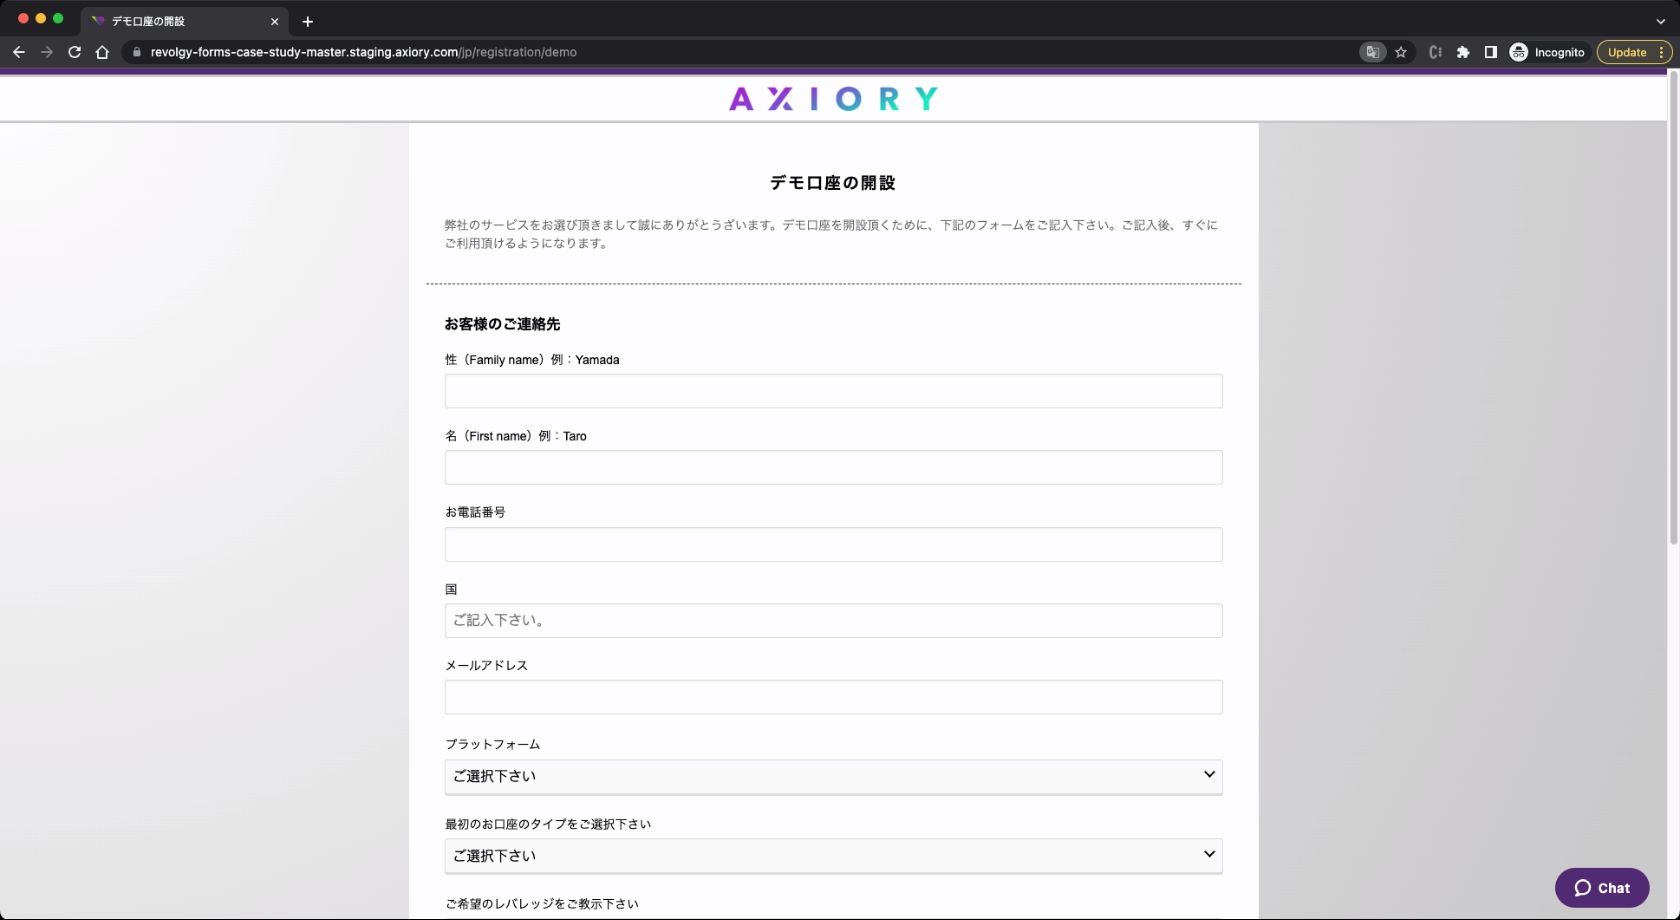 デモ口座の開設
revolgy-forms-case-study-master.staging.axiory.com/jp/registration/demo
Incognito
Update
AXIORY
デモ口座の開設
弊社のサービスをお選び頂きまして誠にありがとうざいます。デモ口座を開設頂くために、下記のフォームをご記入下さい。ご記入後、すぐに
ご利用頂けるようになります。
お客様のご連絡先
性（Family name）例：Yamada
名（First name）例：Taro
お電話番号
国
ご記入下さい。
メールアドレス
プラットフォーム
ご選択下さい
最初のお口座のタイプをご選択下さい
ご選択下さい
ご希望のレバレッジをご教示下さい
Chat